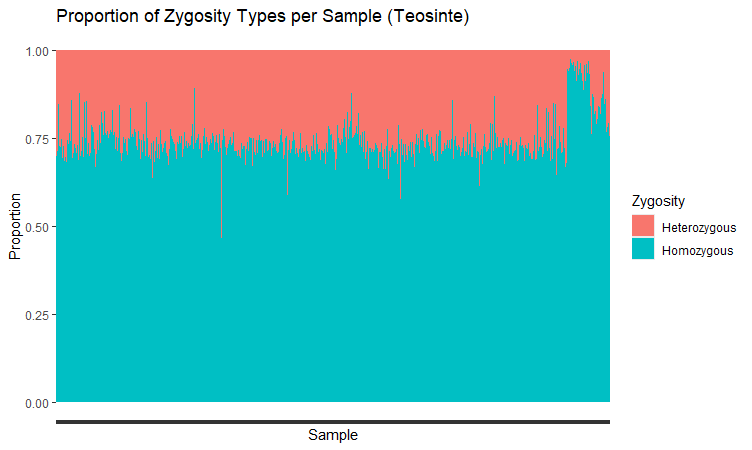 Proportion of Zygosity Types per Sample (Teosinte)
1.00
0.75
0.50
0.25
0.00
Proportion
Sample
Zygosity
Heterozygous
Homozygous